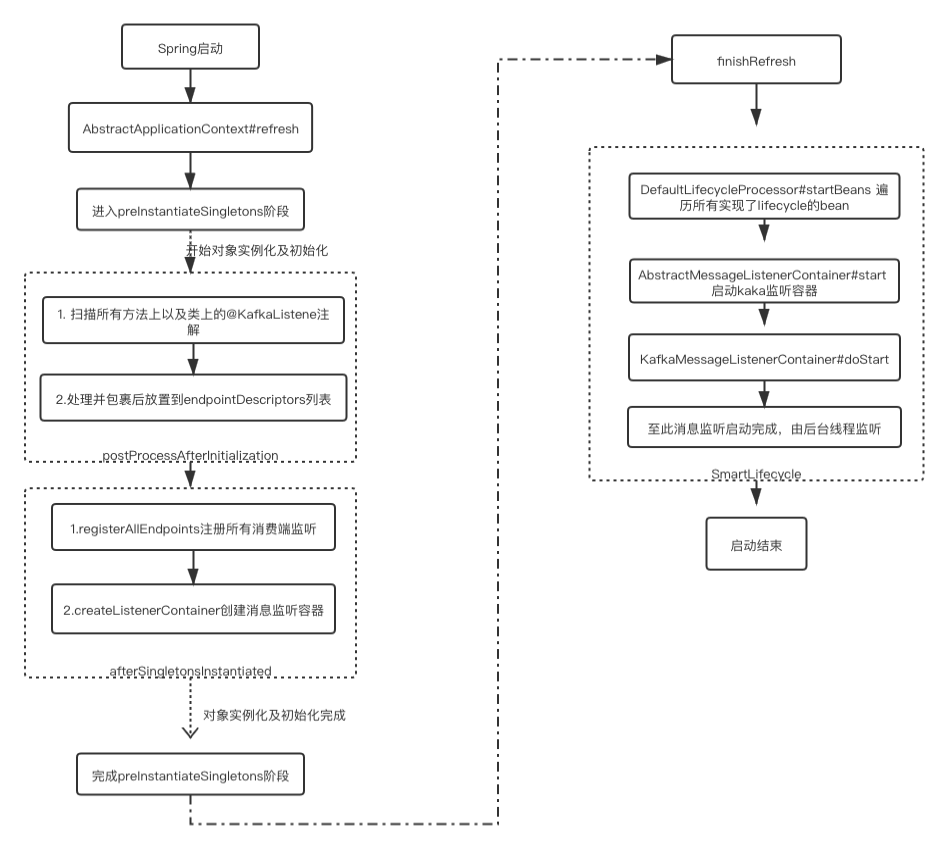 Spring启动
AbstractApplicationContext#refresh
进入preInstantiateSingletons阶段
开始对象实例化及初始化
1. 扫描所有方法上以及类上的@KafkaListene注
解
2.处理并包裹后放置到endpointDescriptors列表
postProcessAfterInitialization
1.registerAllEndpoints注册所有消费端监听
2.createListenerContainer创建消息监听容器
afterSingletonsInstantiated
对象实例化及初始化完成
完成preInstantiateSingletons阶段
finishRefresh
DefaultLifecycleProcessor#startBeans 遍
历所有实现了lifecycle的bean
AbstractMessageListenerContainer#start
启动kaka监听容器
KafkaMessageListenerContainer#doStart
至此消息监听启动完成，由后台线程监听
SmartLifecycle
启动结束